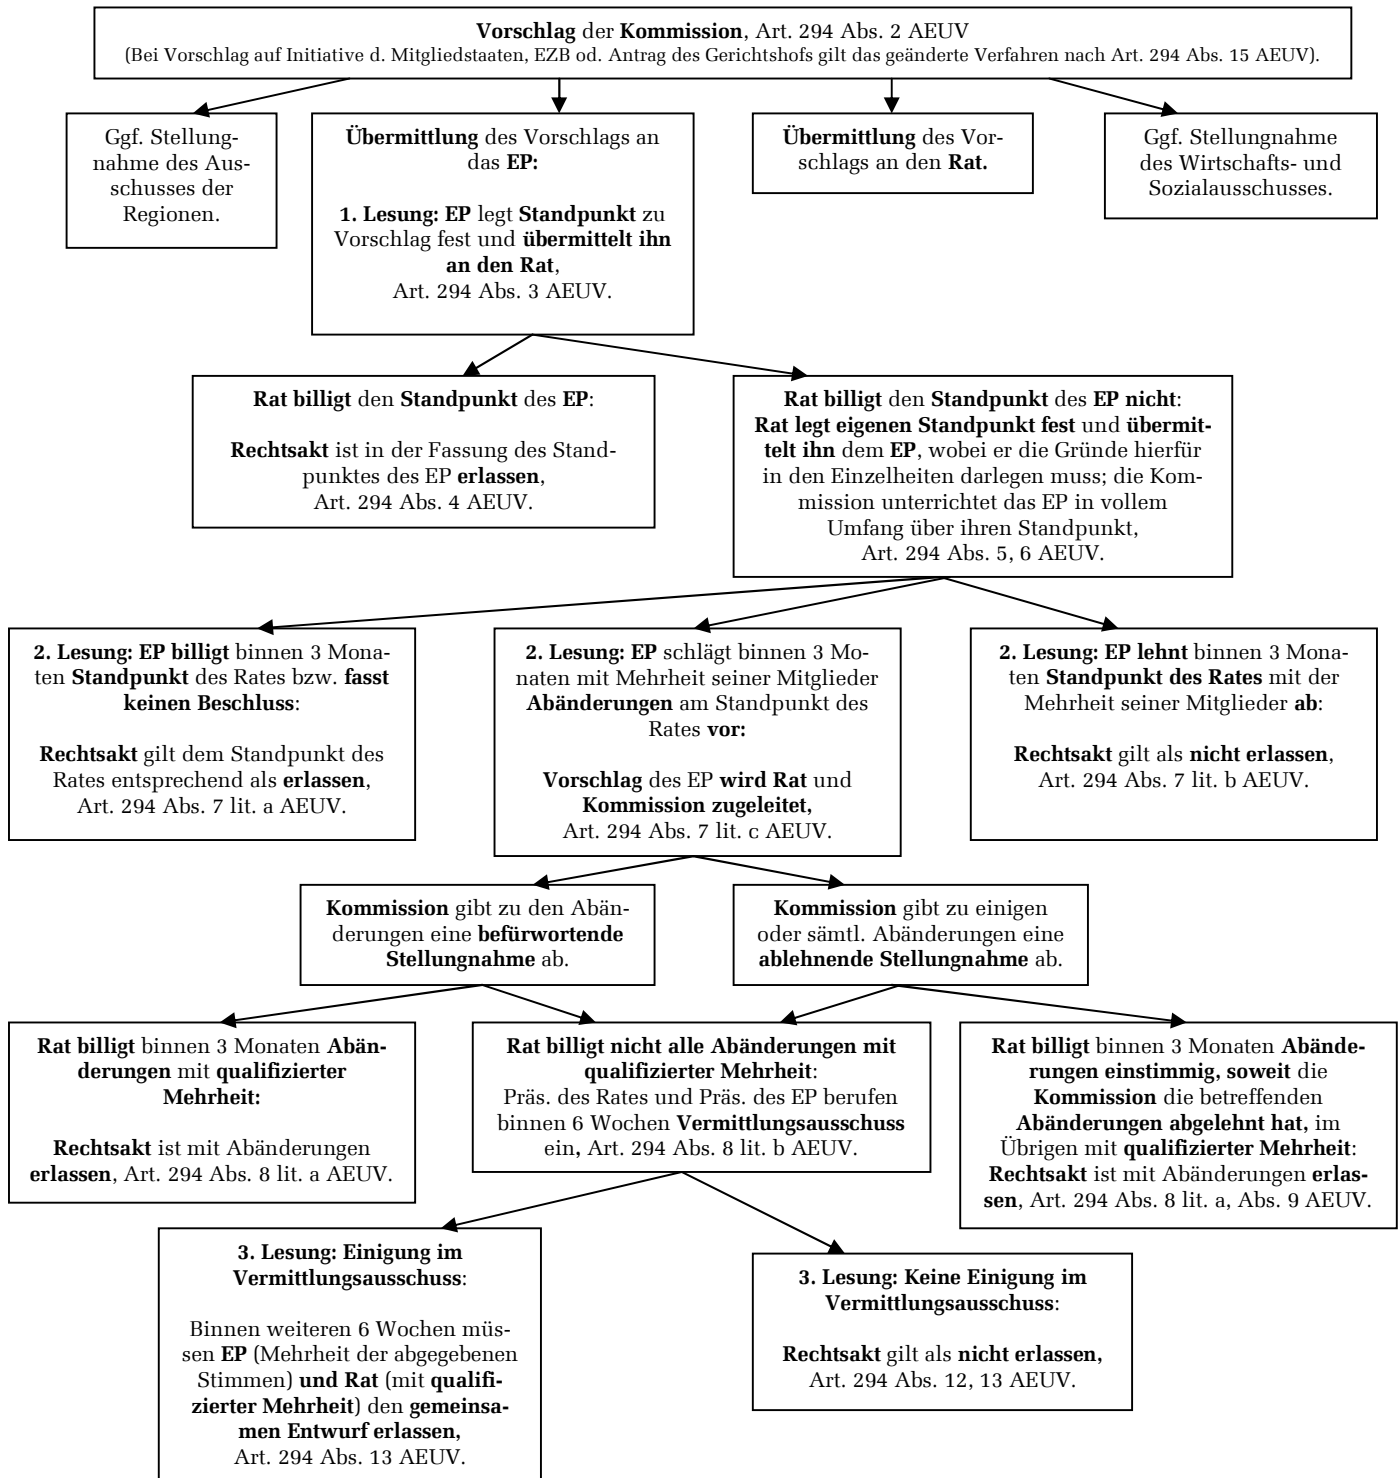 Vorschlag der Kommission, Art. 294 Abs. 2 AEUV
(Bei Vorschlag auf Initiative d. Mitgliedstaaten, EZB od. Antrag des Gerichtshofs gilt das geänderte Verfahren nach Art. 294 Abs. 15 AEUV).
Ggf. Stellung-
nahme des Aus-
schusses der
Regionen.
Übermittlung des Vorschlags an
das EP:
1. Lesung: EP legt Standpunkt zu
Vorschlag fest und übermittelt ihn
an den Rat,
Art. 294 Abs. 3 AEUV.
Übermittlung des Vor-
schlags an den Rat.
Ggf. Stellungnahme
des Wirtschafts- und
Sozialausschusses.
Rat billigt den Standpunkt des EP:
Rechtsakt ist in der Fassung des Stand-
punktes des EP erlassen,
Art. 294 Abs. 4 AEUV.
Rat billigt den Standpunkt des EP nicht:
Rat legt eigenen Standpunkt fest und übermit-
telt ihn dem EP, wobei er die Gründe hierfür
in den Einzelheiten darlegen muss; die Kom-
mission unterrichtet das EP in vollem
Umfang über ihren Standpunkt,
Art. 294 Abs. 5, 6 AEUV.
2. Lesung: EP billigt binnen 3 Mona-
ten Standpunkt des Rates bzw. fasst
keinen Beschluss:
Rechtsakt gilt dem Standpunkt des
Rates entsprechend als erlassen,
Art. 294 Abs. 7 lit. a AEUV.
2. Lesung: EP schlägt binnen 3 Mo-
naten mit Mehrheit seiner Mitglieder
Abänderungen am Standpunkt des
Rates vor:
Vorschlag des EP wird Rat und
Kommission zugeleitet,
Art. 294 Abs. 7 lit. c AEUV.
2. Lesung: EP lehnt binnen 3 Mona-
ten Standpunkt des Rates mit der
Mehrheit seiner Mitglieder ab:
Rechtsakt gilt als nicht erlassen,
Art. 294 Abs. 7 lit. b AEUV.
Kommission gibt zu den Abän-
derungen eine befürwortende
Stellungnahme ab.
Kommission gibt zu einigen
oder sämtl. Abänderungen eine
ablehnende Stellungnahme ab.
Rat billigt binnen 3 Monaten Abän-
derungen mit qualifizierter
Mehrheit:
Rechtsakt ist mit Abänderungen
erlassen, Art. 294 Abs. 8 lit. a AEUV.
Rat billigt nicht alle Abänderungen mit
qualifizierter Mehrheit:
Präs. des Rates und Präs. des EP berufen
binnen 6 Wochen Vermittlungsausschuss
ein, Art. 294 Abs. 8 lit. b AEUV.
Rat billigt binnen 3 Monaten Abände-
rungen einstimmig, soweit die
Kommission die betreffenden
Abänderungen abgelehnt hat, im
Übrigen mit qualifizierter Mehrheit:
Rechtsakt ist mit Abänderungen erlas-
sen, Art. 294 Abs. 8 lit. a, Abs. 9 AEUV.
3. Lesung: Einigung im
Vermittlungsausschuss:
Binnen weiteren 6 Wochen müs-
sen EP (Mehrheit der abgegebenen
Stimmen) und Rat (mit qualifi-
zierter Mehrheit) den gemeinsa-
men Entwurf erlassen,
Art. 294 Abs. 13 AEUV.
3. Lesung: Keine Einigung im
Vermittlungsausschuss:
Rechtsakt gilt als nicht erlassen,
Art. 294 Abs. 12, 13 AEUV.